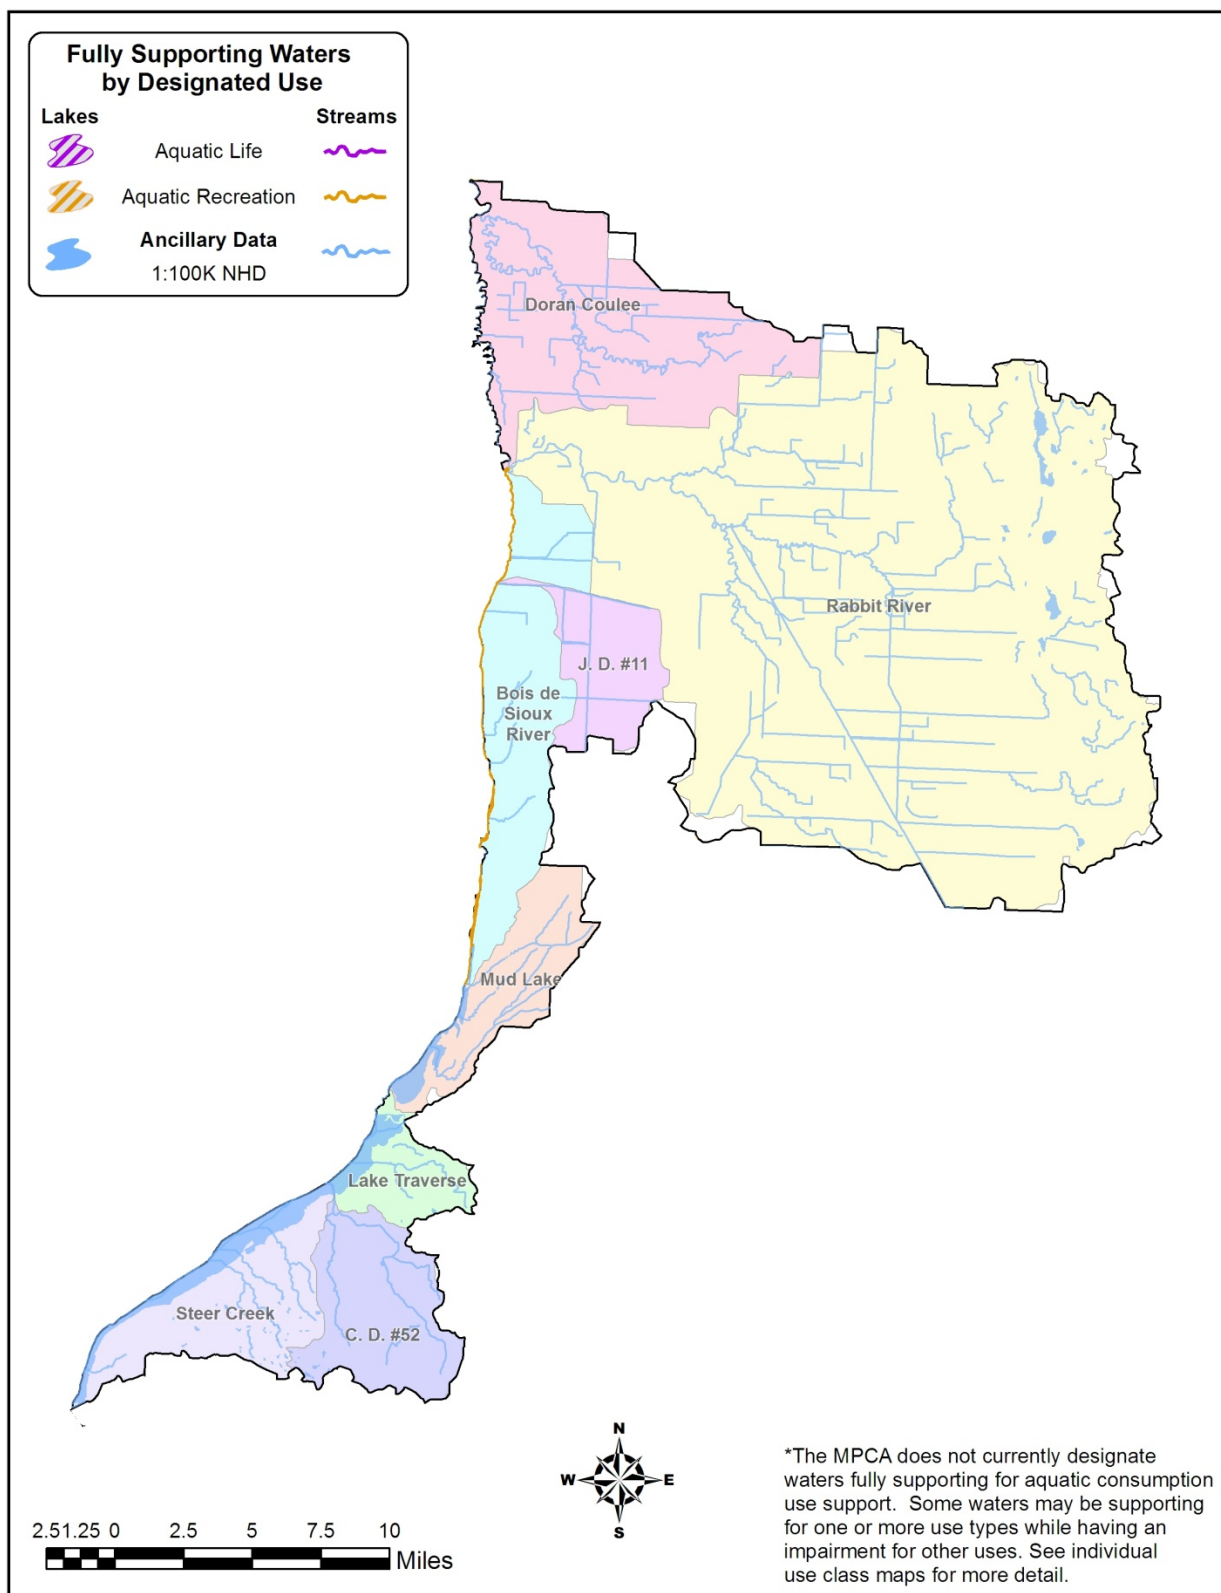 Fully Supporting Waters
by Designated Use
Lakes
Streams
Aquatic Life
Aquatic Recreation
Ancillary Data
1:100K NHD
Doran Coulee
Rabbit River
J. D. #11
Bois de
Sioux
River
Mud Lake
Lake Traverse
Steer Creek
C. D. #52
N
W
E
S
2.5 1.25 0 2.5 5 7.5 10
Miles
*The MPCA does not currently designate
waters fully supporting for aquatic consumption
use support. Some waters may be supporting
for one or more use types while having an
impairment for other uses. See individual
use class maps for more detail.